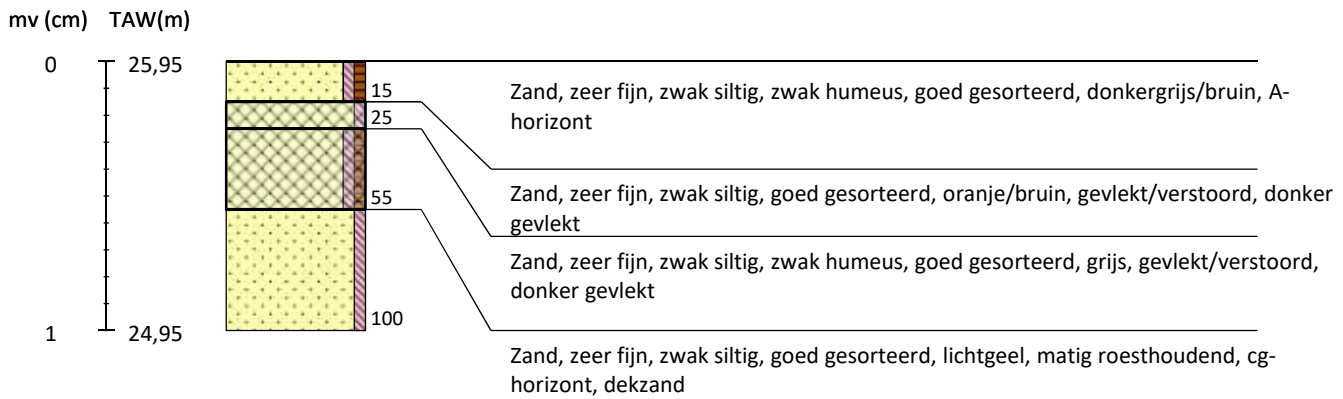 mv (cm) TAW(m)
0 25,95
15
Zand, zeer fijn, zwak siltig, zwak humeus, goed gesorteerd, donkergrijs/bruin, A-
horizont
25
Zand, zeer fijn, zwak siltig, goed gesorteerd, oranje/bruin, gevlekt/verstoord, donker
gevlekt
55
Zand, zeer fijn, zwak siltig, zwak humeus, goed gesorteerd, grijs, gevlekt/verstoord,
donker gevlekt
100
1 24,95
Zand, zeer fijn, zwak siltig, goed gesorteerd, lichtgeel, matig roesthoudend, cg-
horizont, dekzand